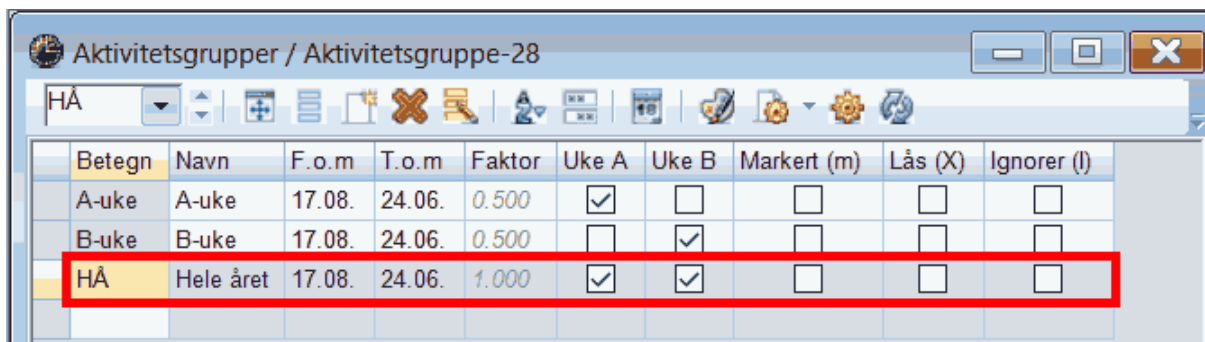 Aktivitetsgrupper / Aktivitetsgruppe-28
HÅ
Betegn Navn F.o.m T.o.m Faktor Uke A Uke B Markert (m) Lås (X) Ignorer (I)
A-uke A-uke 17.08. 24.06. 0.500
B-uke B-uke 17.08. 24.06. 0.500
HÅ Hele året 17.08. 24.06. 1.000